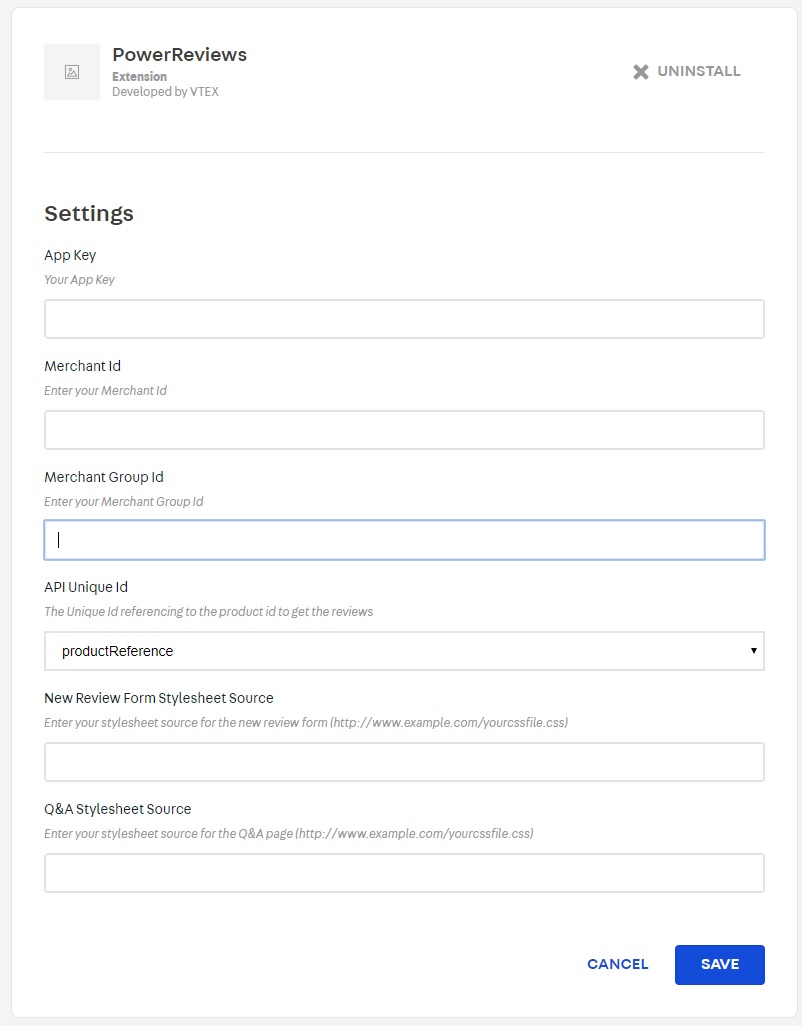 PowerReviews
Extension
Developed by VTEX
UNINSTALL
Settings
App Key
Your App Key
Merchant Id
Enter your Merchant Id
Merchant Group Id
Enter your Merchant Group Id
API Unique Id
The Unique Id referencing to the product id to get the reviews
productReference
New Review Form Stylesheet Source
Enter your stylesheet source for the new review form (http://www.example.com/yourcssfile.css)
Q&A Stylesheet Source
Enter your stylesheet source for the Q&A page (http://www.example.com/yourcssfile.css)
CANCEL
SAVE